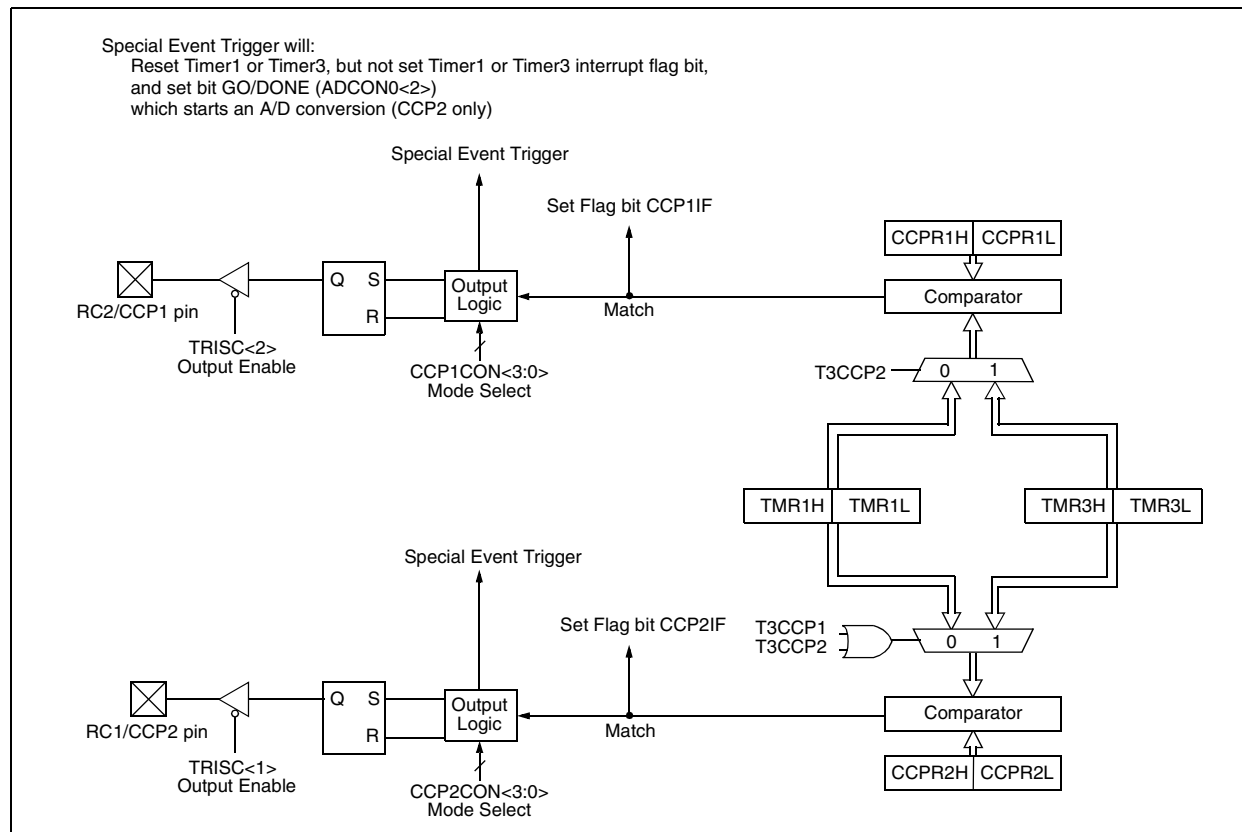 Special Event Trigger will:
Reset Timer1 or Timer3, but not set Timer1 or Timer3 interrupt flag bit,
and set bit GO/DONE (ADCON0<2>)
which starts an A/D conversion (CCP2 only)
Special Event Trigger
Set Flag bit CCP1IF
CCPR1H CCPR1L
Q S
R
Output
Logic
Comparator
RC2/CCP1 pin
Match
TRISC<2>
Output Enable
CCP1CON<3:0>
Mode Select
T3CCP2
0 1
TMR1H TMR1L
TMR3H TMR3L
Special Event Trigger
Set Flag bit CCP2IF
T3CCP1
T3CCP2
0 1
Q S
R
Output
Logic
Comparator
RC1/CCP2 pin
Match
TRISC<1>
Output Enable
CCP2CON<3:0>
Mode Select
CCPR2H CCPR2L